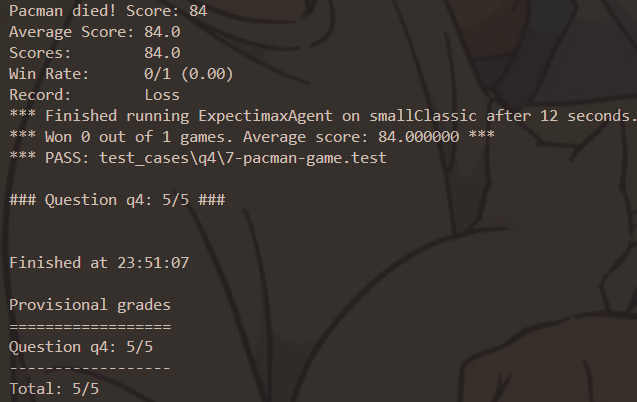 Pacman died! Score: 84
Average Score: 84.0
Scores:        84.0
Win Rate:      0/1 (0.00)
Record:        Loss
*** Finished running ExpectimaxAgent on smallClassic after 12 seconds.
*** Won 0 out of 1 games. Average score: 84.000000 ***
*** PASS: test_cases\q4\7-pacman-game.test
### Question q4: 5/5 ###
Finished at 23:51:07
Provisional grades
==================
Question q4: 5/5
------------------
Total: 5/5